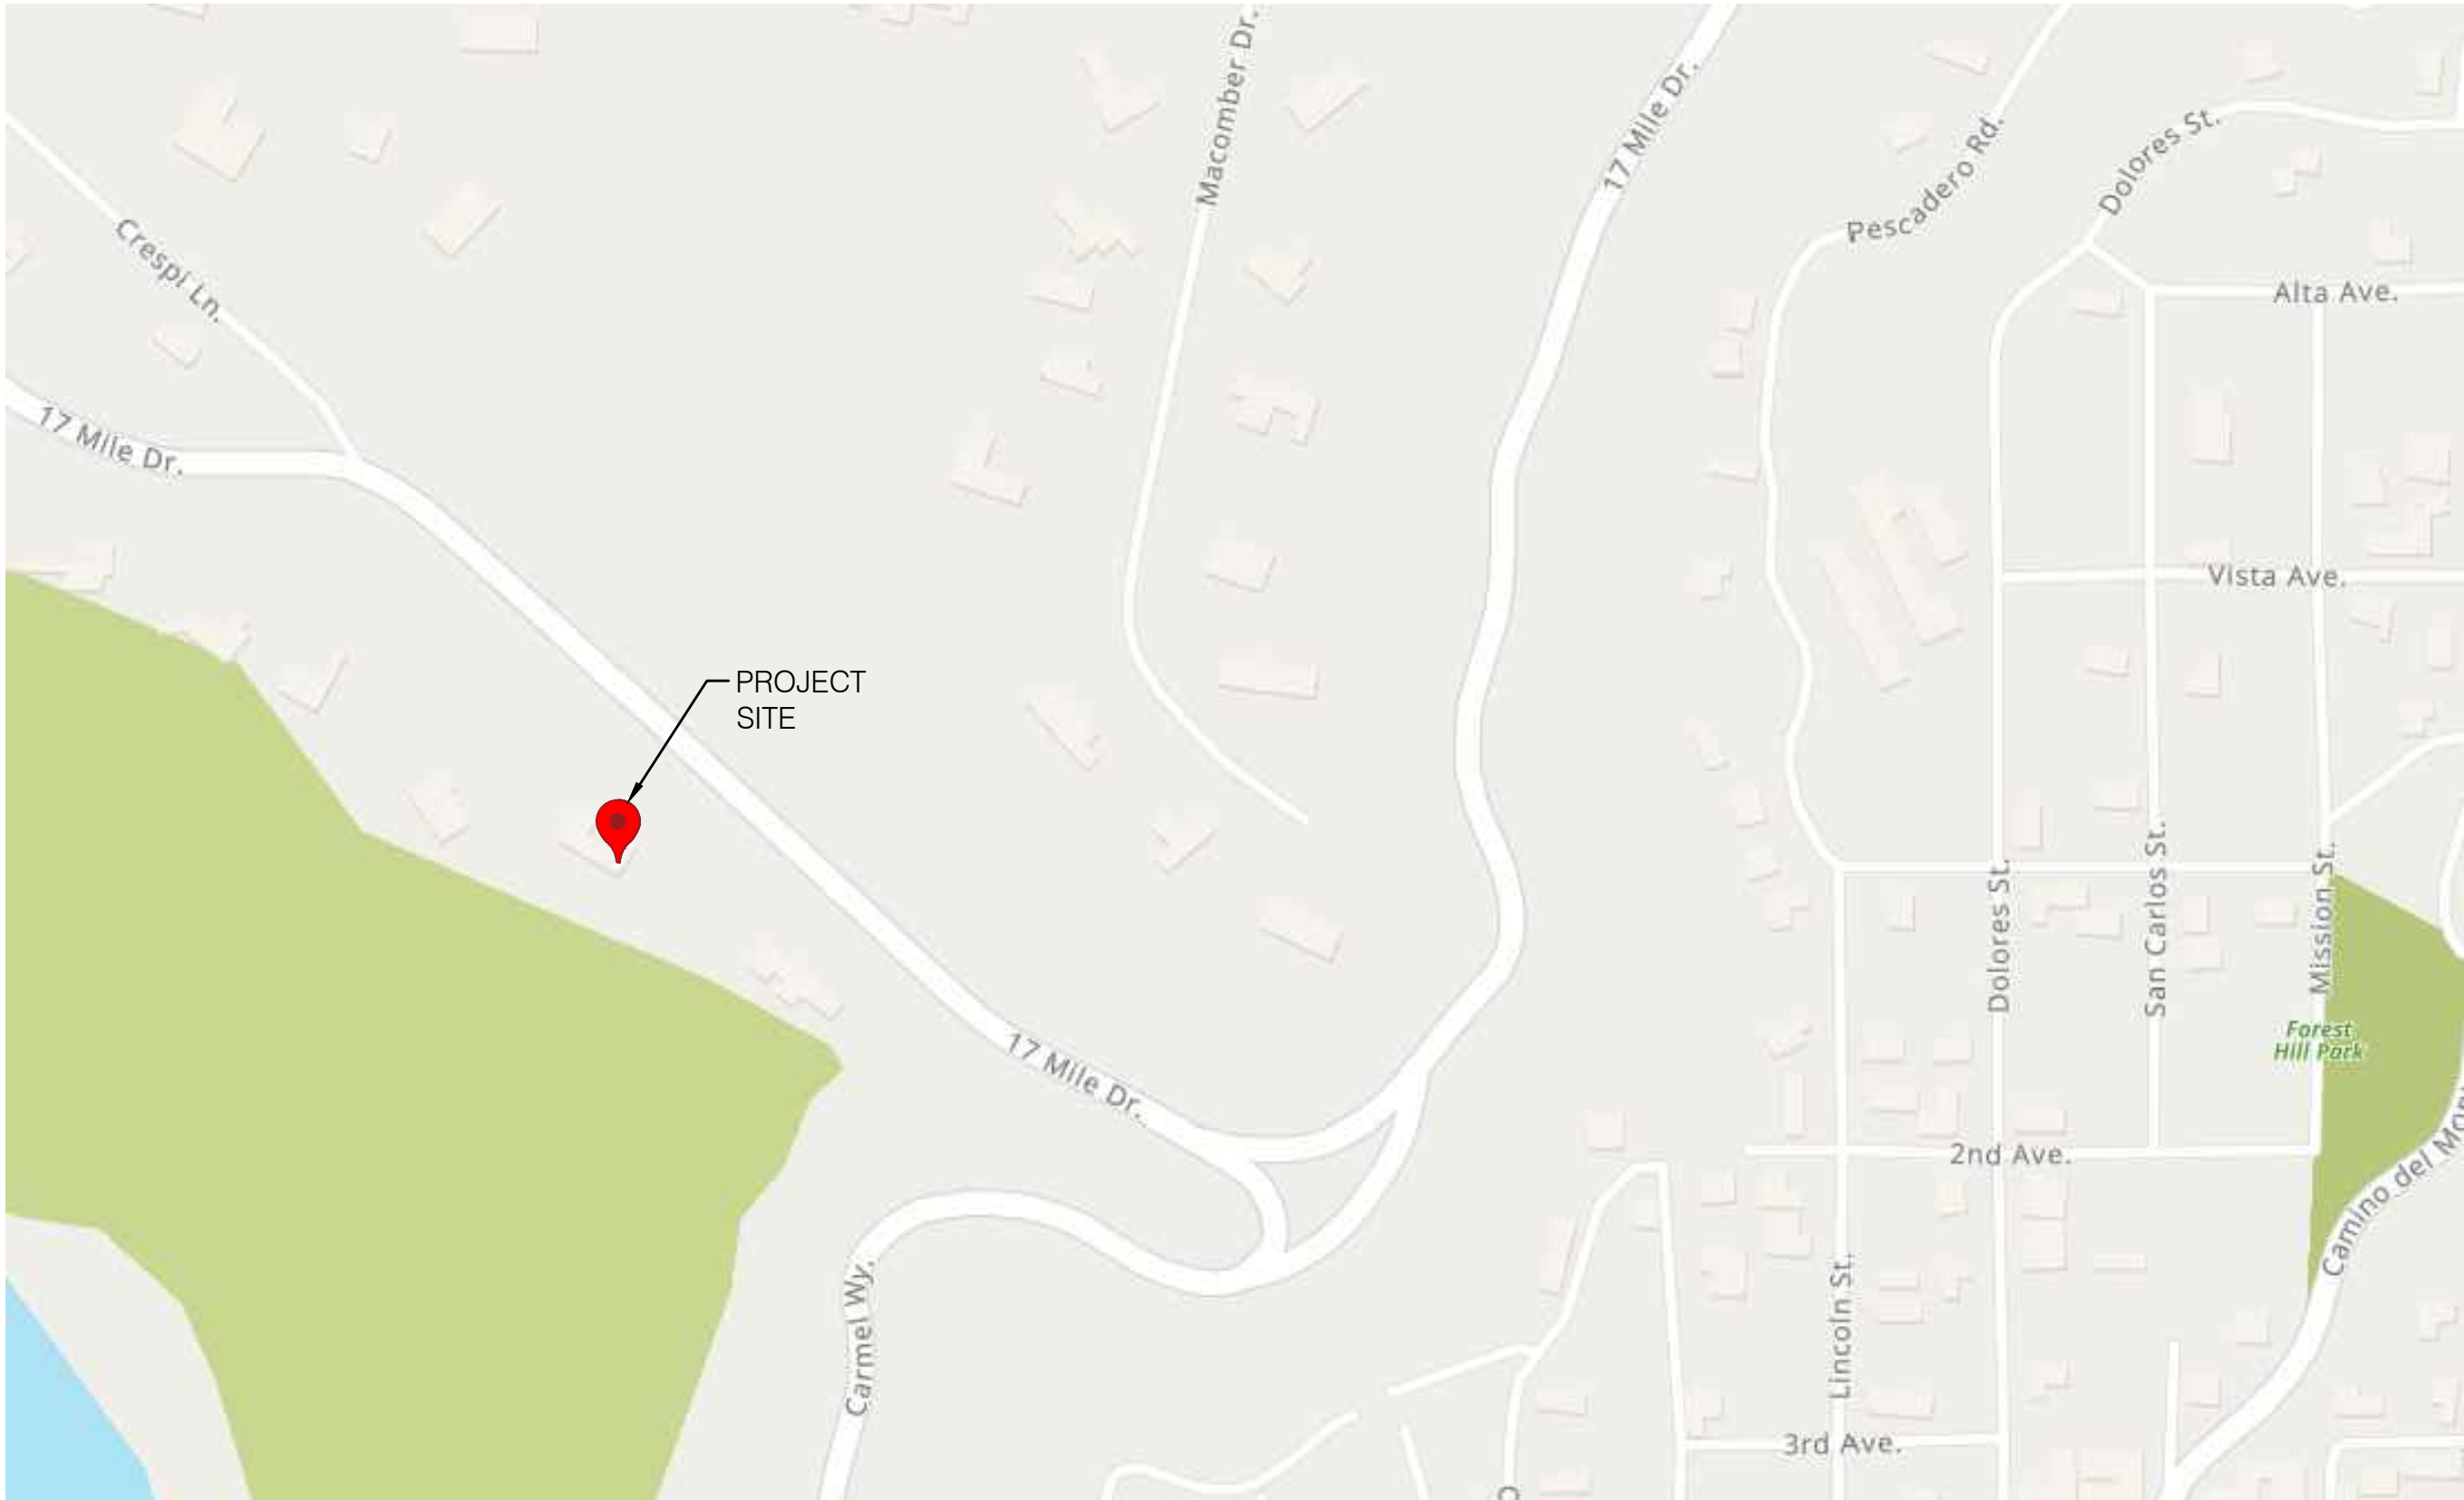 Macomber Dr.
17 Mile Dr.
Pescadero Rd.
Dolores St.
Crespi Ln.
Alta Ave.
17 Mile Dr.
Vista Ave.
PROJECT
SITE
Dolores St.
San Carlos St.
Mission St.
Forest
Hill Park
17 Mile Dr.
2nd Ave.
Camino del
Carmel Wy.
Lincoln St.
3rd Ave.